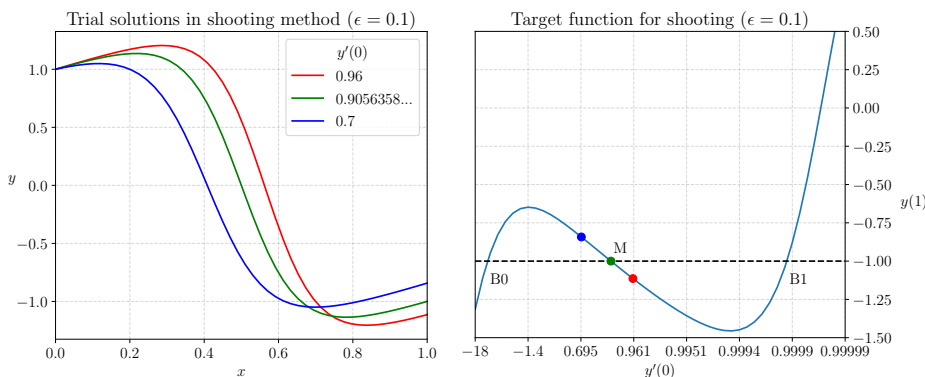 Trial solutions in shooting method (ϵ = 0.1)
y′(0)
0.96
0.9056358...
0.7
1.0
0.5
0.0
−0.5
−1.0
y
0.0 0.2 0.4 0.6 0.8 1.0
x
Target function for shooting (ϵ = 0.1)
0.50
0.25
0.00
−0.25
−0.50
−0.75
−1.00
−1.25
−1.50
y(1)
M
B0
B1
−18 −1.4 0.695 0.961 0.9951 0.9994 0.9999 0.99999
y′(0)